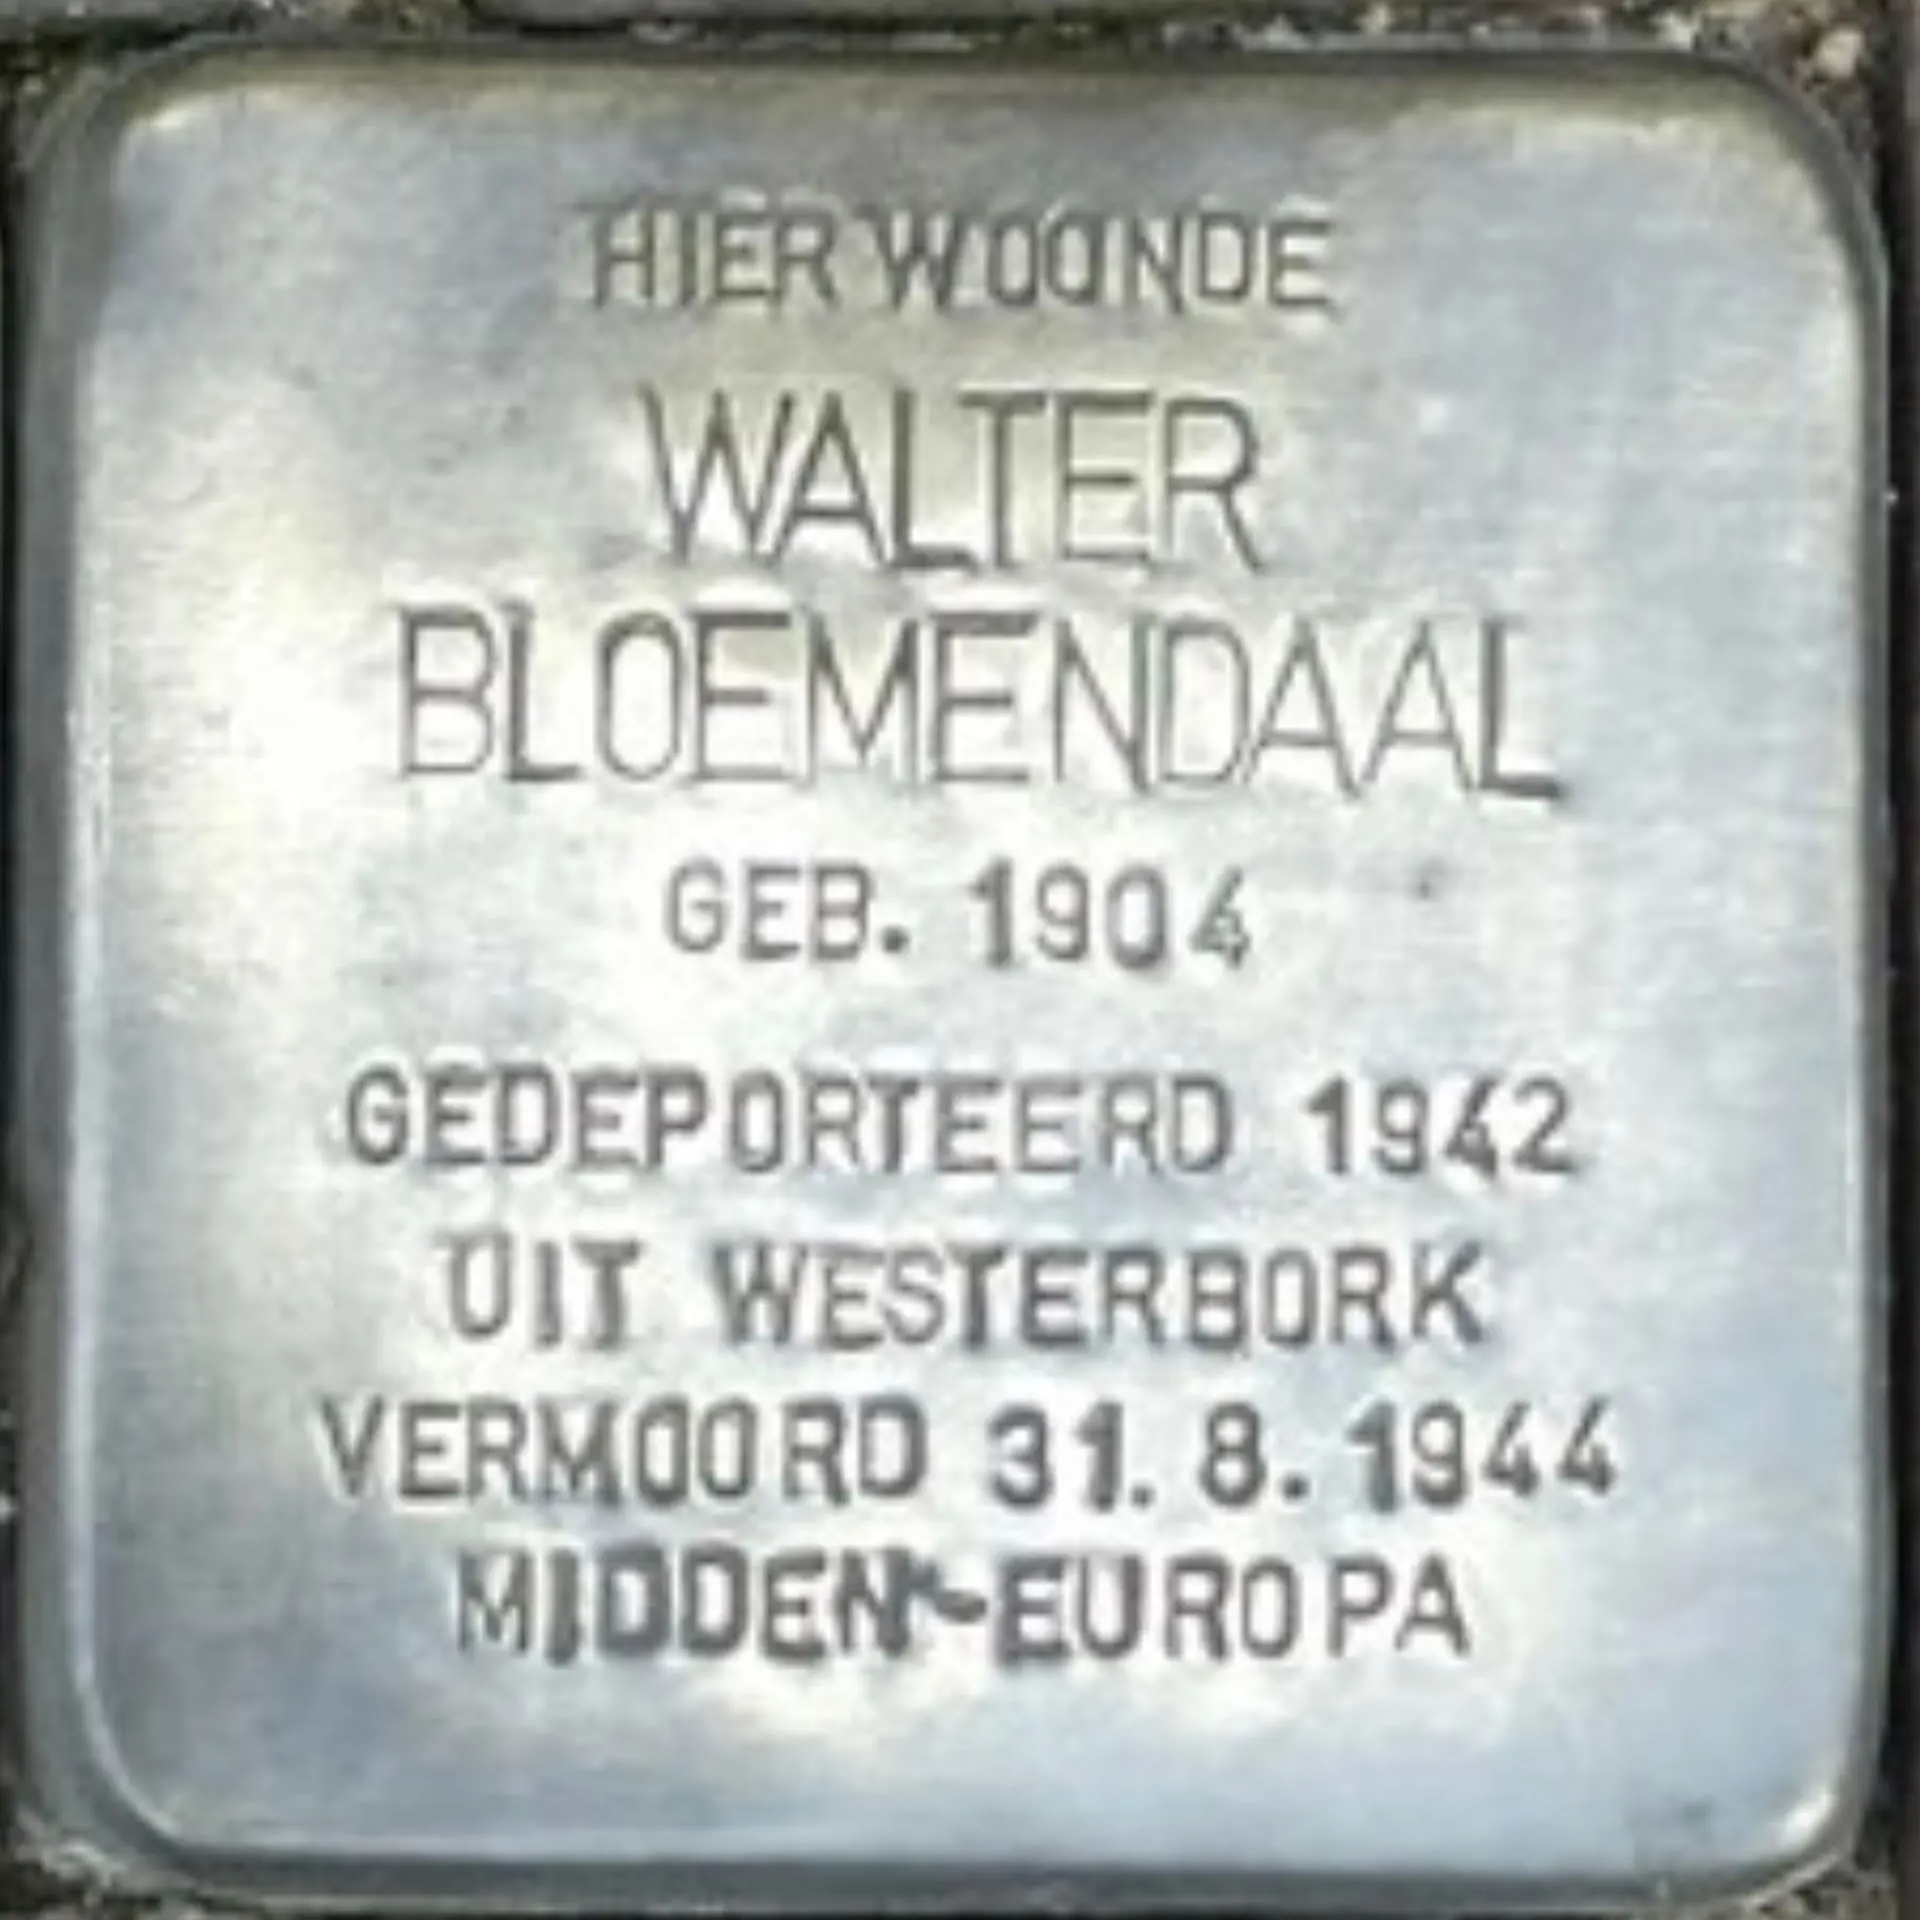 HIER WOONDE
WALTER
BLOEMENDAAL
GEB. 1904
GEDEPORTEERD 1942
UIT WESTERBORK
VERMOORD 31.8.1944
MIDDEN-EUROPA